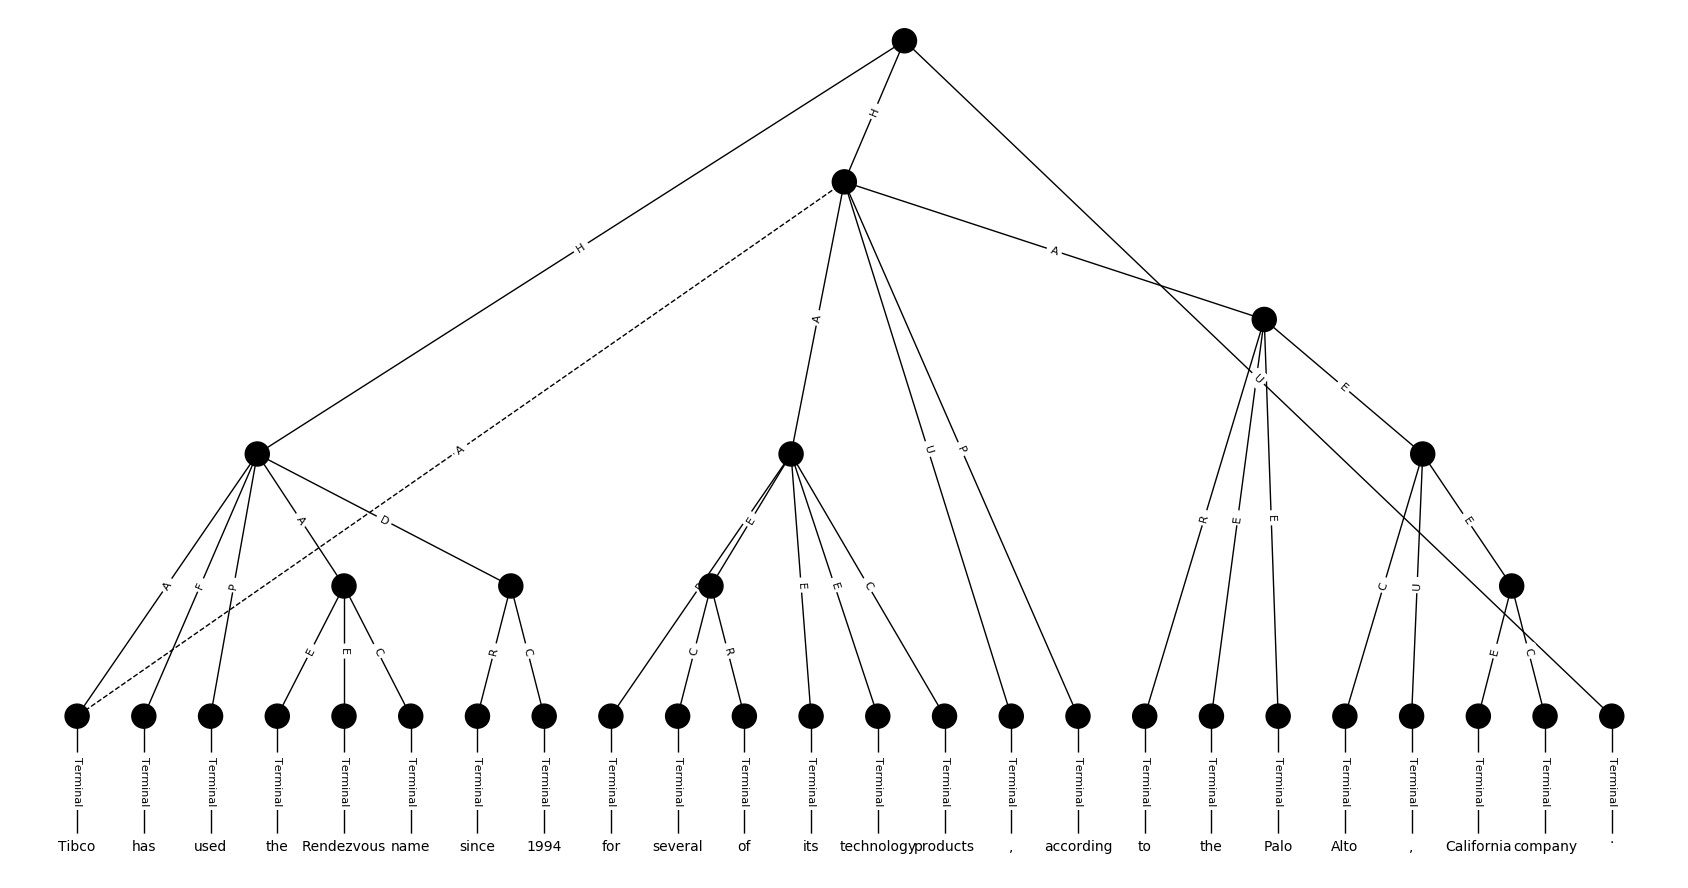 H
A
H
A
A
U
E
A
U
P
D
A
E
R
E
E
E
C
A
F
P
E
E
C
C
U
E
E
C
R
C
C
R
E
C
Terminal Terminal Terminal Terminal Terminal Terminal Terminal Terminal Terminal Terminal Terminal Terminal Terminal Terminal Terminal Terminal Terminal Terminal Terminal Terminal Terminal Terminal Terminal Terminal
Tibco has used the Rendezvous name since 1994 for several of its technology products , according to the Palo Alto , California company .